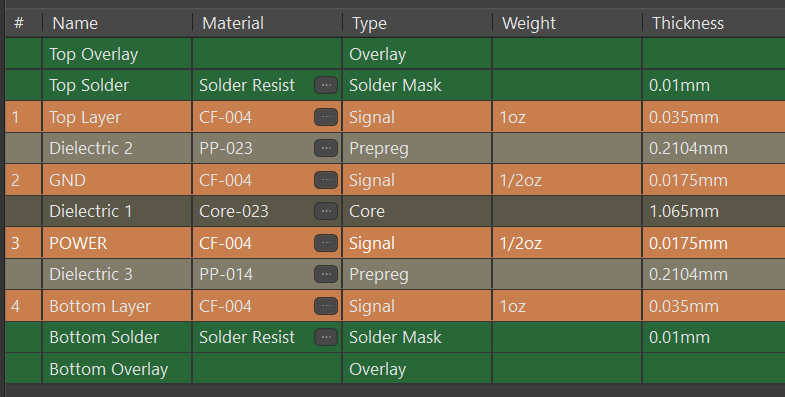 # Name Material Type Weight Thickness
Top Overlay Overlay
Top Solder Solder Resist ... Solder Mask 0.01mm
1 Top Layer CF-004 ... Signal 1oz 0.035mm
Dielectric 2 PP-023 ... Prepreg 0.2104mm
2 GND CF-004 ... Signal 1/2oz 0.0175mm
Dielectric 1 Core-023 ... Core 1.065mm
3 POWER CF-004 ... Signal 1/2oz 0.0175mm
Dielectric 3 PP-014 ... Prepreg 0.2104mm
4 Bottom Layer CF-004 ... Signal 1oz 0.035mm
Bottom Solder Solder Resist ... Solder Mask 0.01mm
Bottom Overlay Overlay